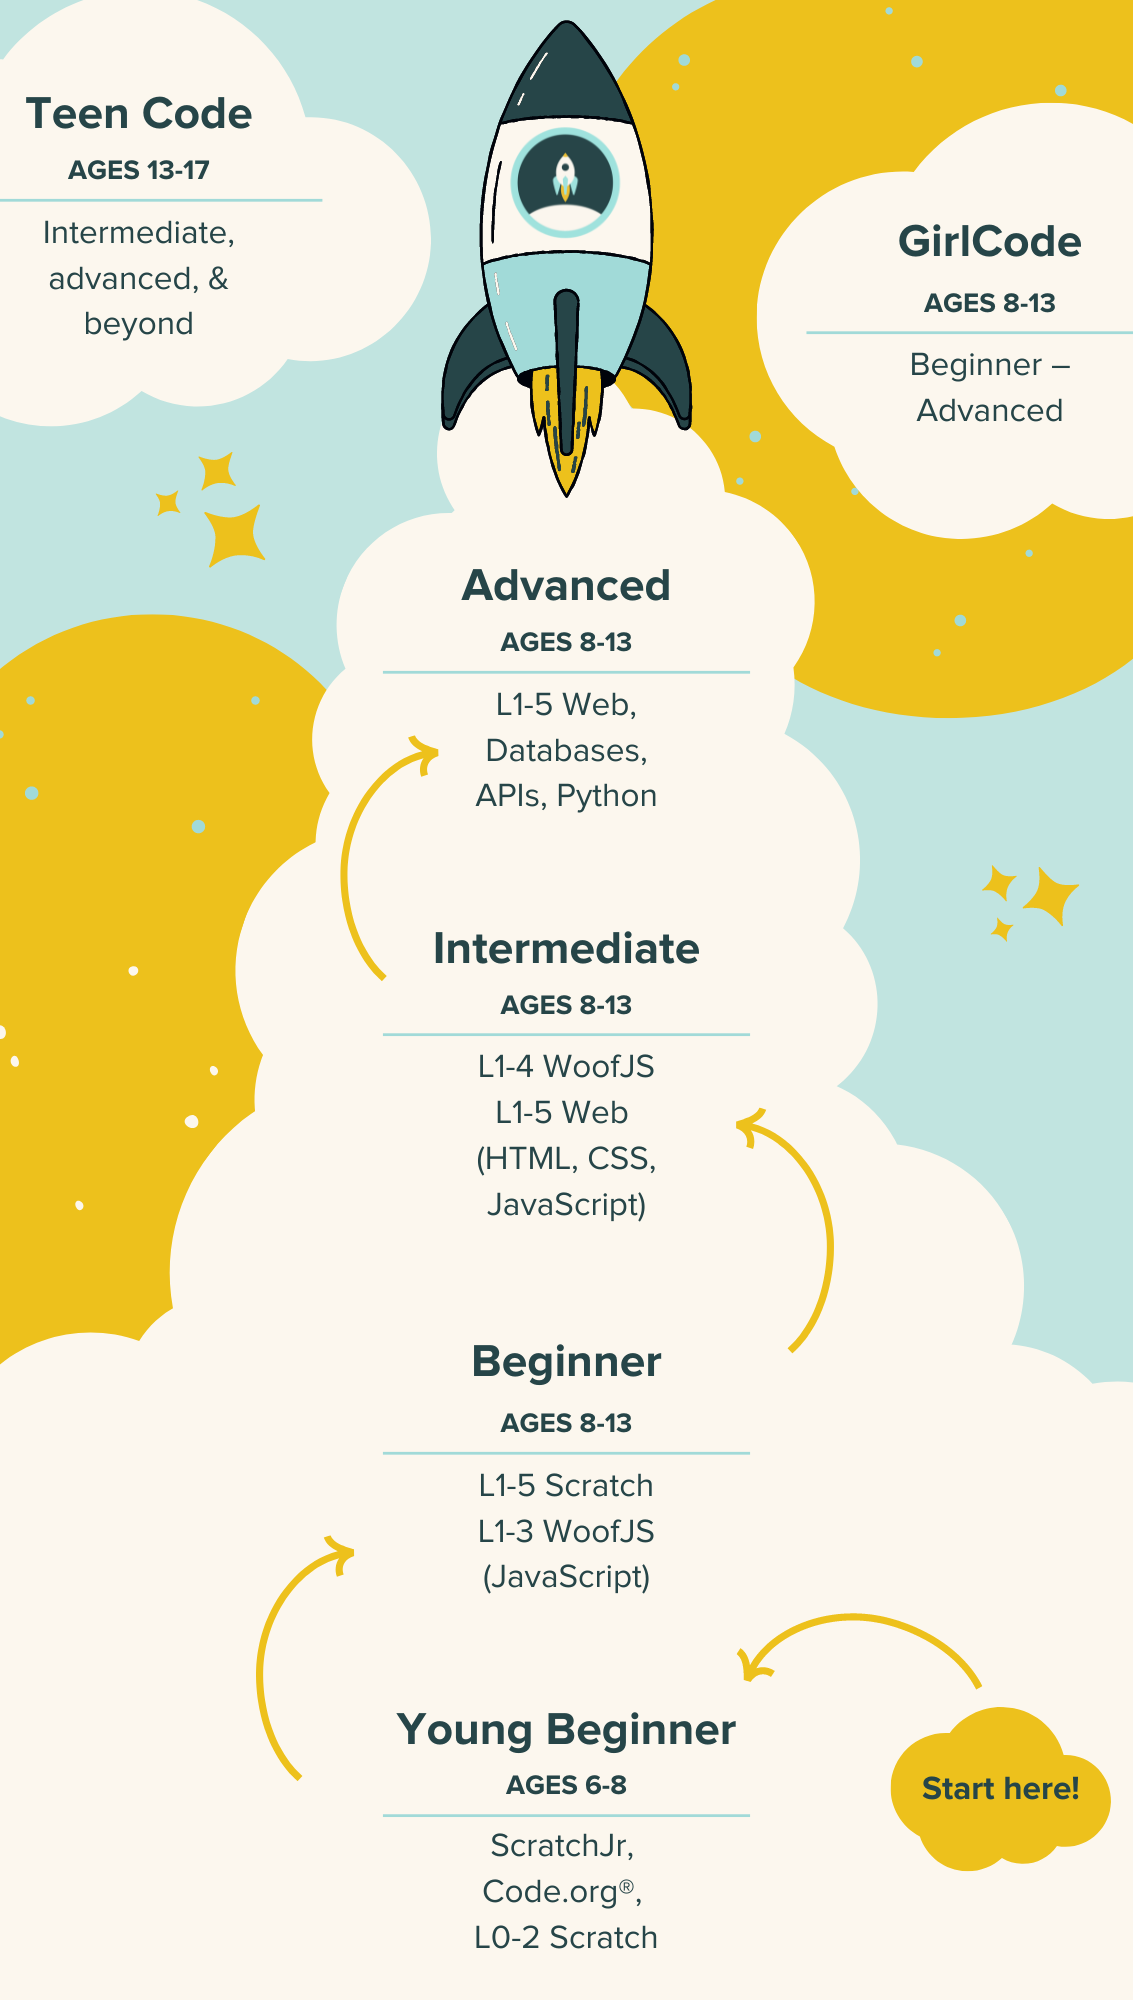 Teen Code
AGES 13-17
Intermediate,
advanced, &
beyond
GirlCode
AGES 8-13
Beginner –
Advanced
Advanced
AGES 8-13
L1-5 Web,
Databases,
APIs, Python
Intermediate
AGES 8-13
L1-4 WoofJS
L1-5 Web
(HTML, CSS,
JavaScript)
Beginner
AGES 8-13
L1-5 Scratch
L1-3 WoofJS
(JavaScript)
Start here!
Young Beginner
AGES 6-8
ScratchJr,
Code.org®,
L0-2 Scratch